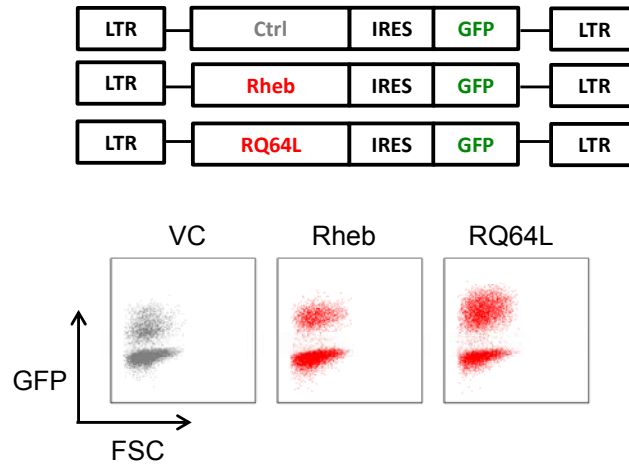 LTR Ctrl IRES GFP LTR
LTR Rheb IRES GFP LTR
LTR RQ64L IRES GFP LTR
VC Rheb RQ64L
GFP
FSC